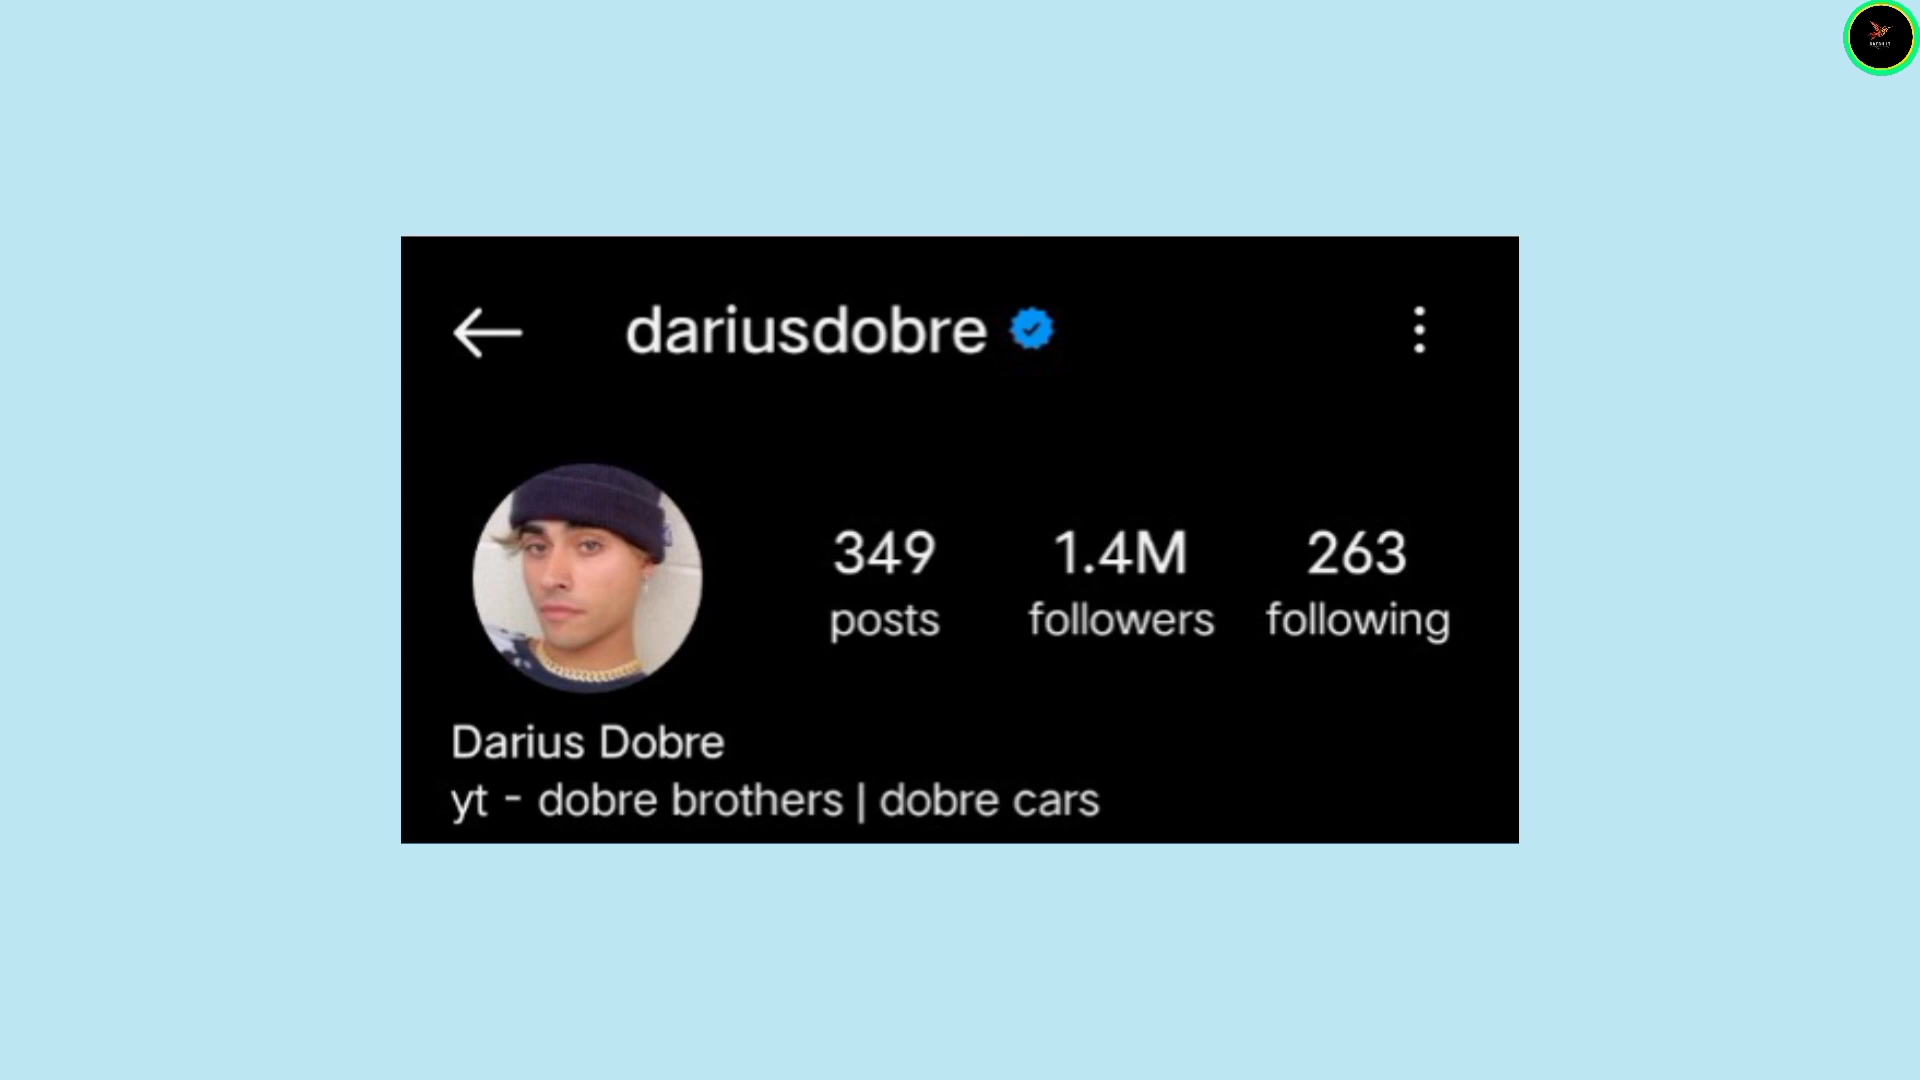 dariusdobre
349 1.4M 263
posts followers following
Darius Dobre
yt - dobre brothers | dobre cars